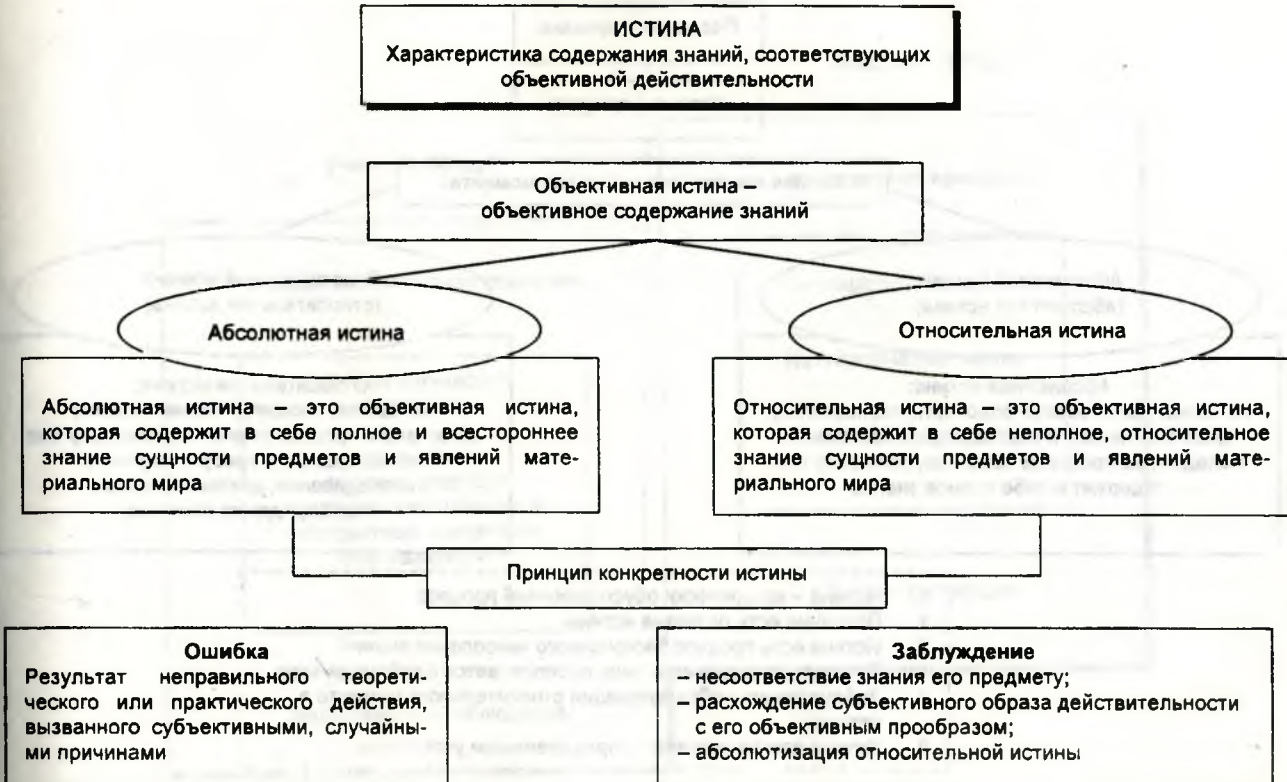 ИСТИНА
Характеристика содержания знаний, соответствующих
объективной действительности
Объективная истина –
объективное содержание знаний
Абсолютная истина
Относительная истина
Абсолютная истина – это объективная истина,
которая содержит в себе полное и всестороннее
знание сущности предметов и явлений мате-
риального мира
Относительная истина – это объективная истина,
которая содержит в себе неполное, относительное
знание сущности предметов и явлений мате-
риального мира
Принцип конкретности истины
Ошибка
Результат неправильного теорети-
ческого или практического действия,
вызванного субъективными, случайны-
ми причинами
Заблуждение
– несоответствие знания его предмету;
– расхождение субъективного образа действительности
с его объективным прообразом;
– абсолютизация относительной истины